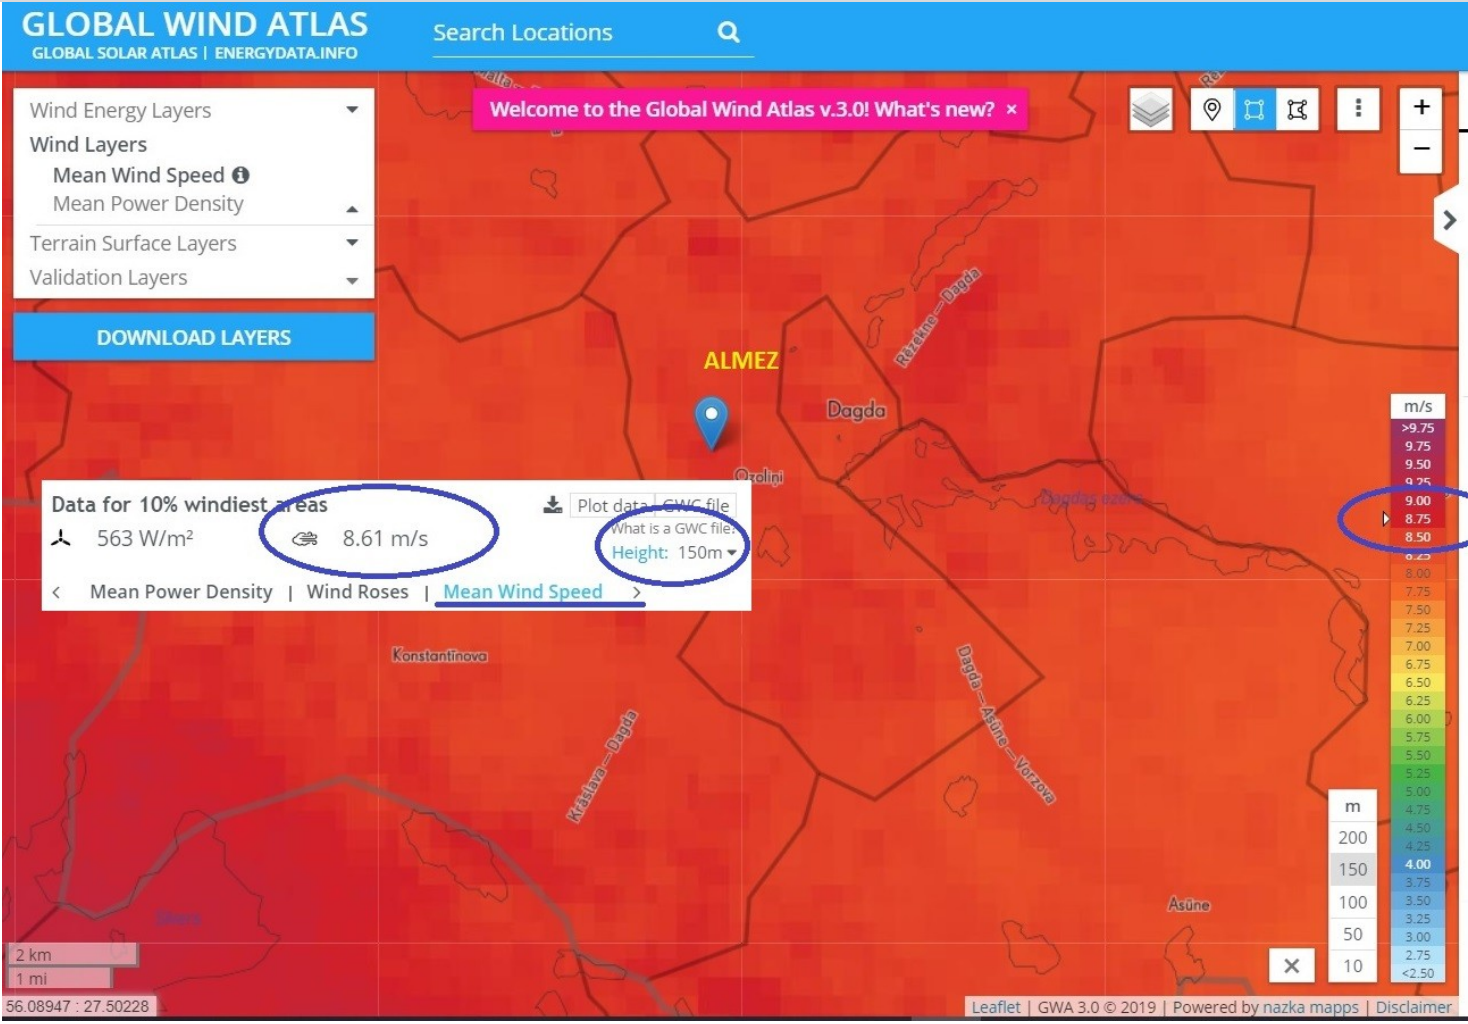 GLOBAL WIND ATLAS
GLOBAL SOLAR ATLAS | ENERGYDATA.INFO
Search Locations
Welcome to the Global Wind Atlas v.3.0! What's new? ×
Wind Energy Layers
Wind Layers
Mean Wind Speed
Mean Power Density
Terrain Surface Layers
Validation Layers
DOWNLOAD LAYERS
+
−
Rēzekne — Dagda
ALMEZ
Dagda
Ozoliņi
Dagdas ezers
Data for 10% windiest areas
Plot data | GWC file
What is a GWC file?
563 W/m²
8.61 m/s
Height: 150m
< Mean Power Density | Wind Roses | Mean Wind Speed >
Konstantīnova
Krāslava — Dagda
Dagda — Asūne — Vorzova
Asūne
m/s
>9.75
9.75
9.50
9.25
9.00
8.75
8.50
8.25
8.00
7.75
7.50
7.25
7.00
6.75
6.50
6.25
6.00
5.75
5.50
5.25
5.00
4.75
4.50
4.25
4.00
3.75
3.50
3.25
3.00
2.75
<2.50
m
200
150
100
50
10
2 km
1 mi
56.08947 : 27.50228
Leaflet | GWA 3.0 © 2019 | Powered by nazka mapps | Disclaimer